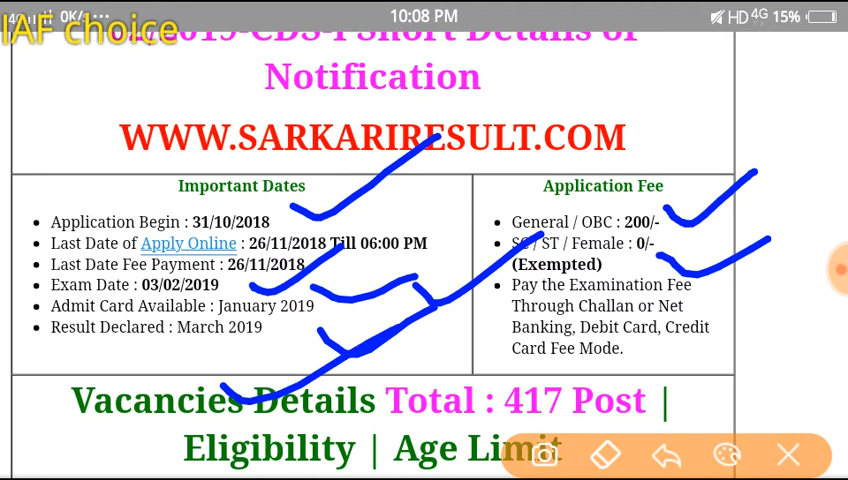 10:08 PM HD 4G 15%
IAF choice
Short Details of
Notification
WWW.SARKARIRESULT.COM
Important Dates
Application Begin : 31/10/2018
Last Date of Apply Online : 26/11/2018 Till 06:00 PM
Last Date Fee Payment : 26/11/2018
Exam Date : 03/02/2019
Admit Card Available : January 2019
Result Declared : March 2019
Application Fee
General / OBC : 200/-
SC / ST / Female : 0/-
(Exempted)
Pay the Examination Fee
Through Challan or Net
Banking, Debit Card, Credit
Card Fee Mode.
Vacancies Details Total : 417 Post |
Eligibility | Age Limit